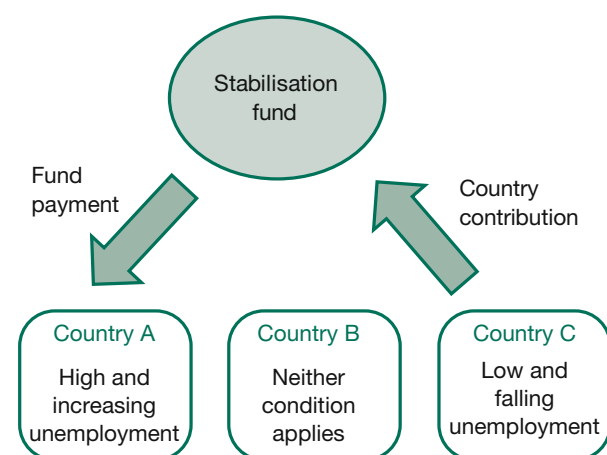 Stabilisation
fund
Fund
payment
Country
contribution
Country A
High and
increasing
unemployment
Country B
Neither
condition
applies
Country C
Low and
falling
unemployment